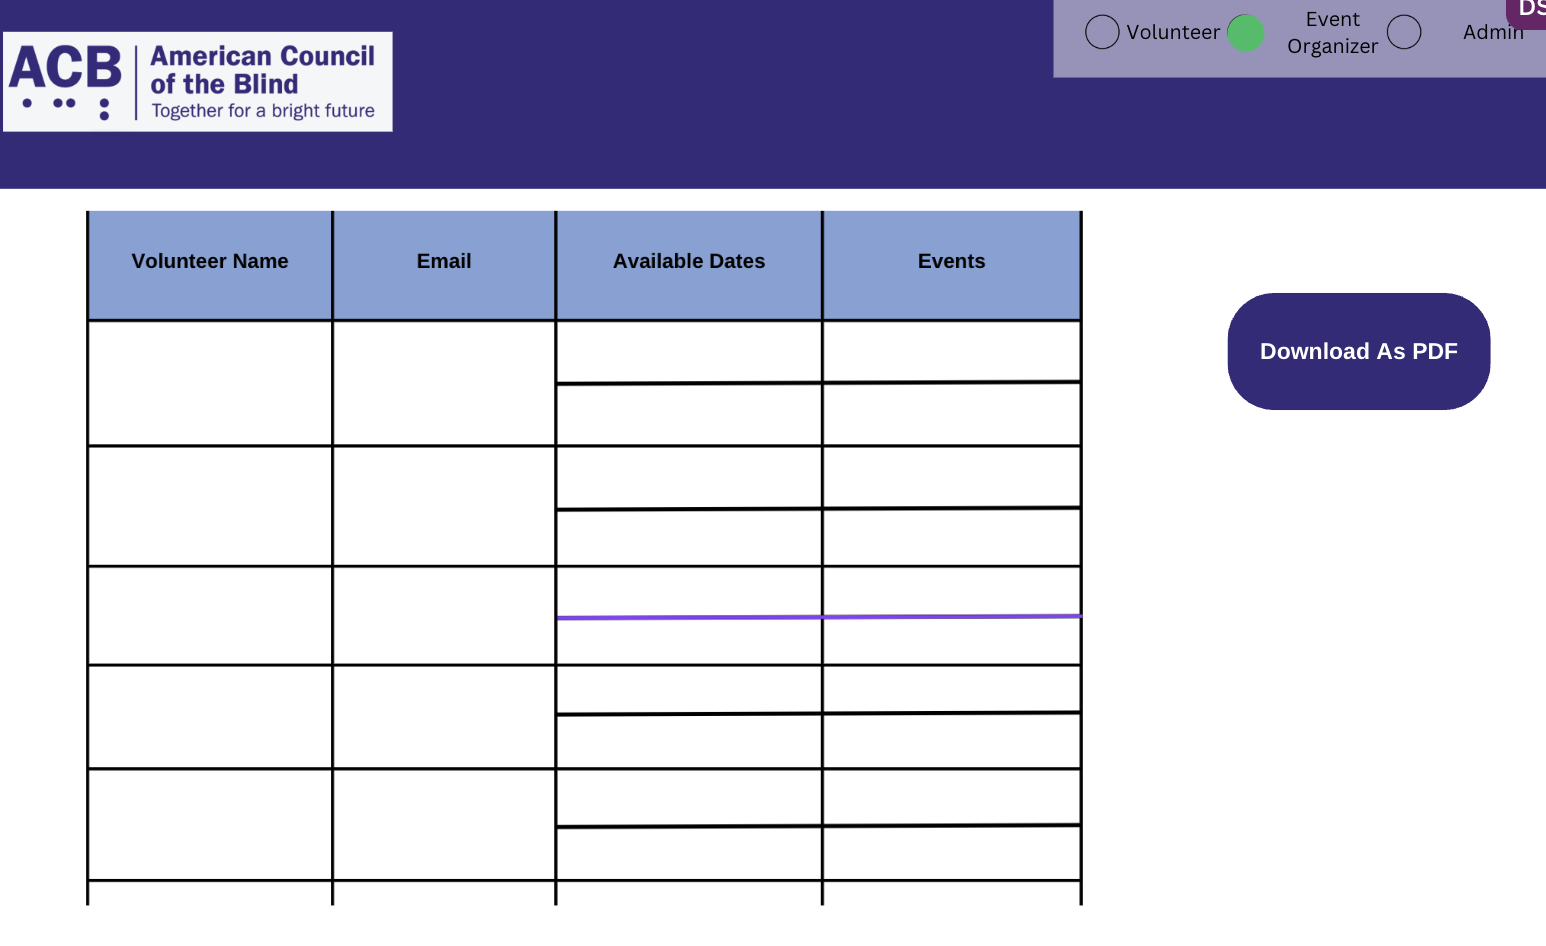 Volunteer
Event
Organizer
Admin
DS
ACB
American Council
of the Blind
Together for a bright future
Volunteer Name
Email
Available Dates
Events
Download As PDF